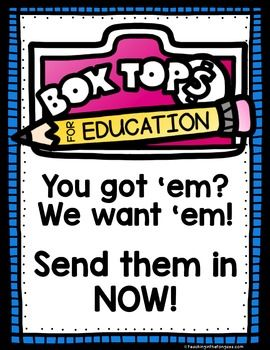 BOX TOPS
FOR EDUCATION
You got ‘em?
We want ‘em!
Send them in
NOW!